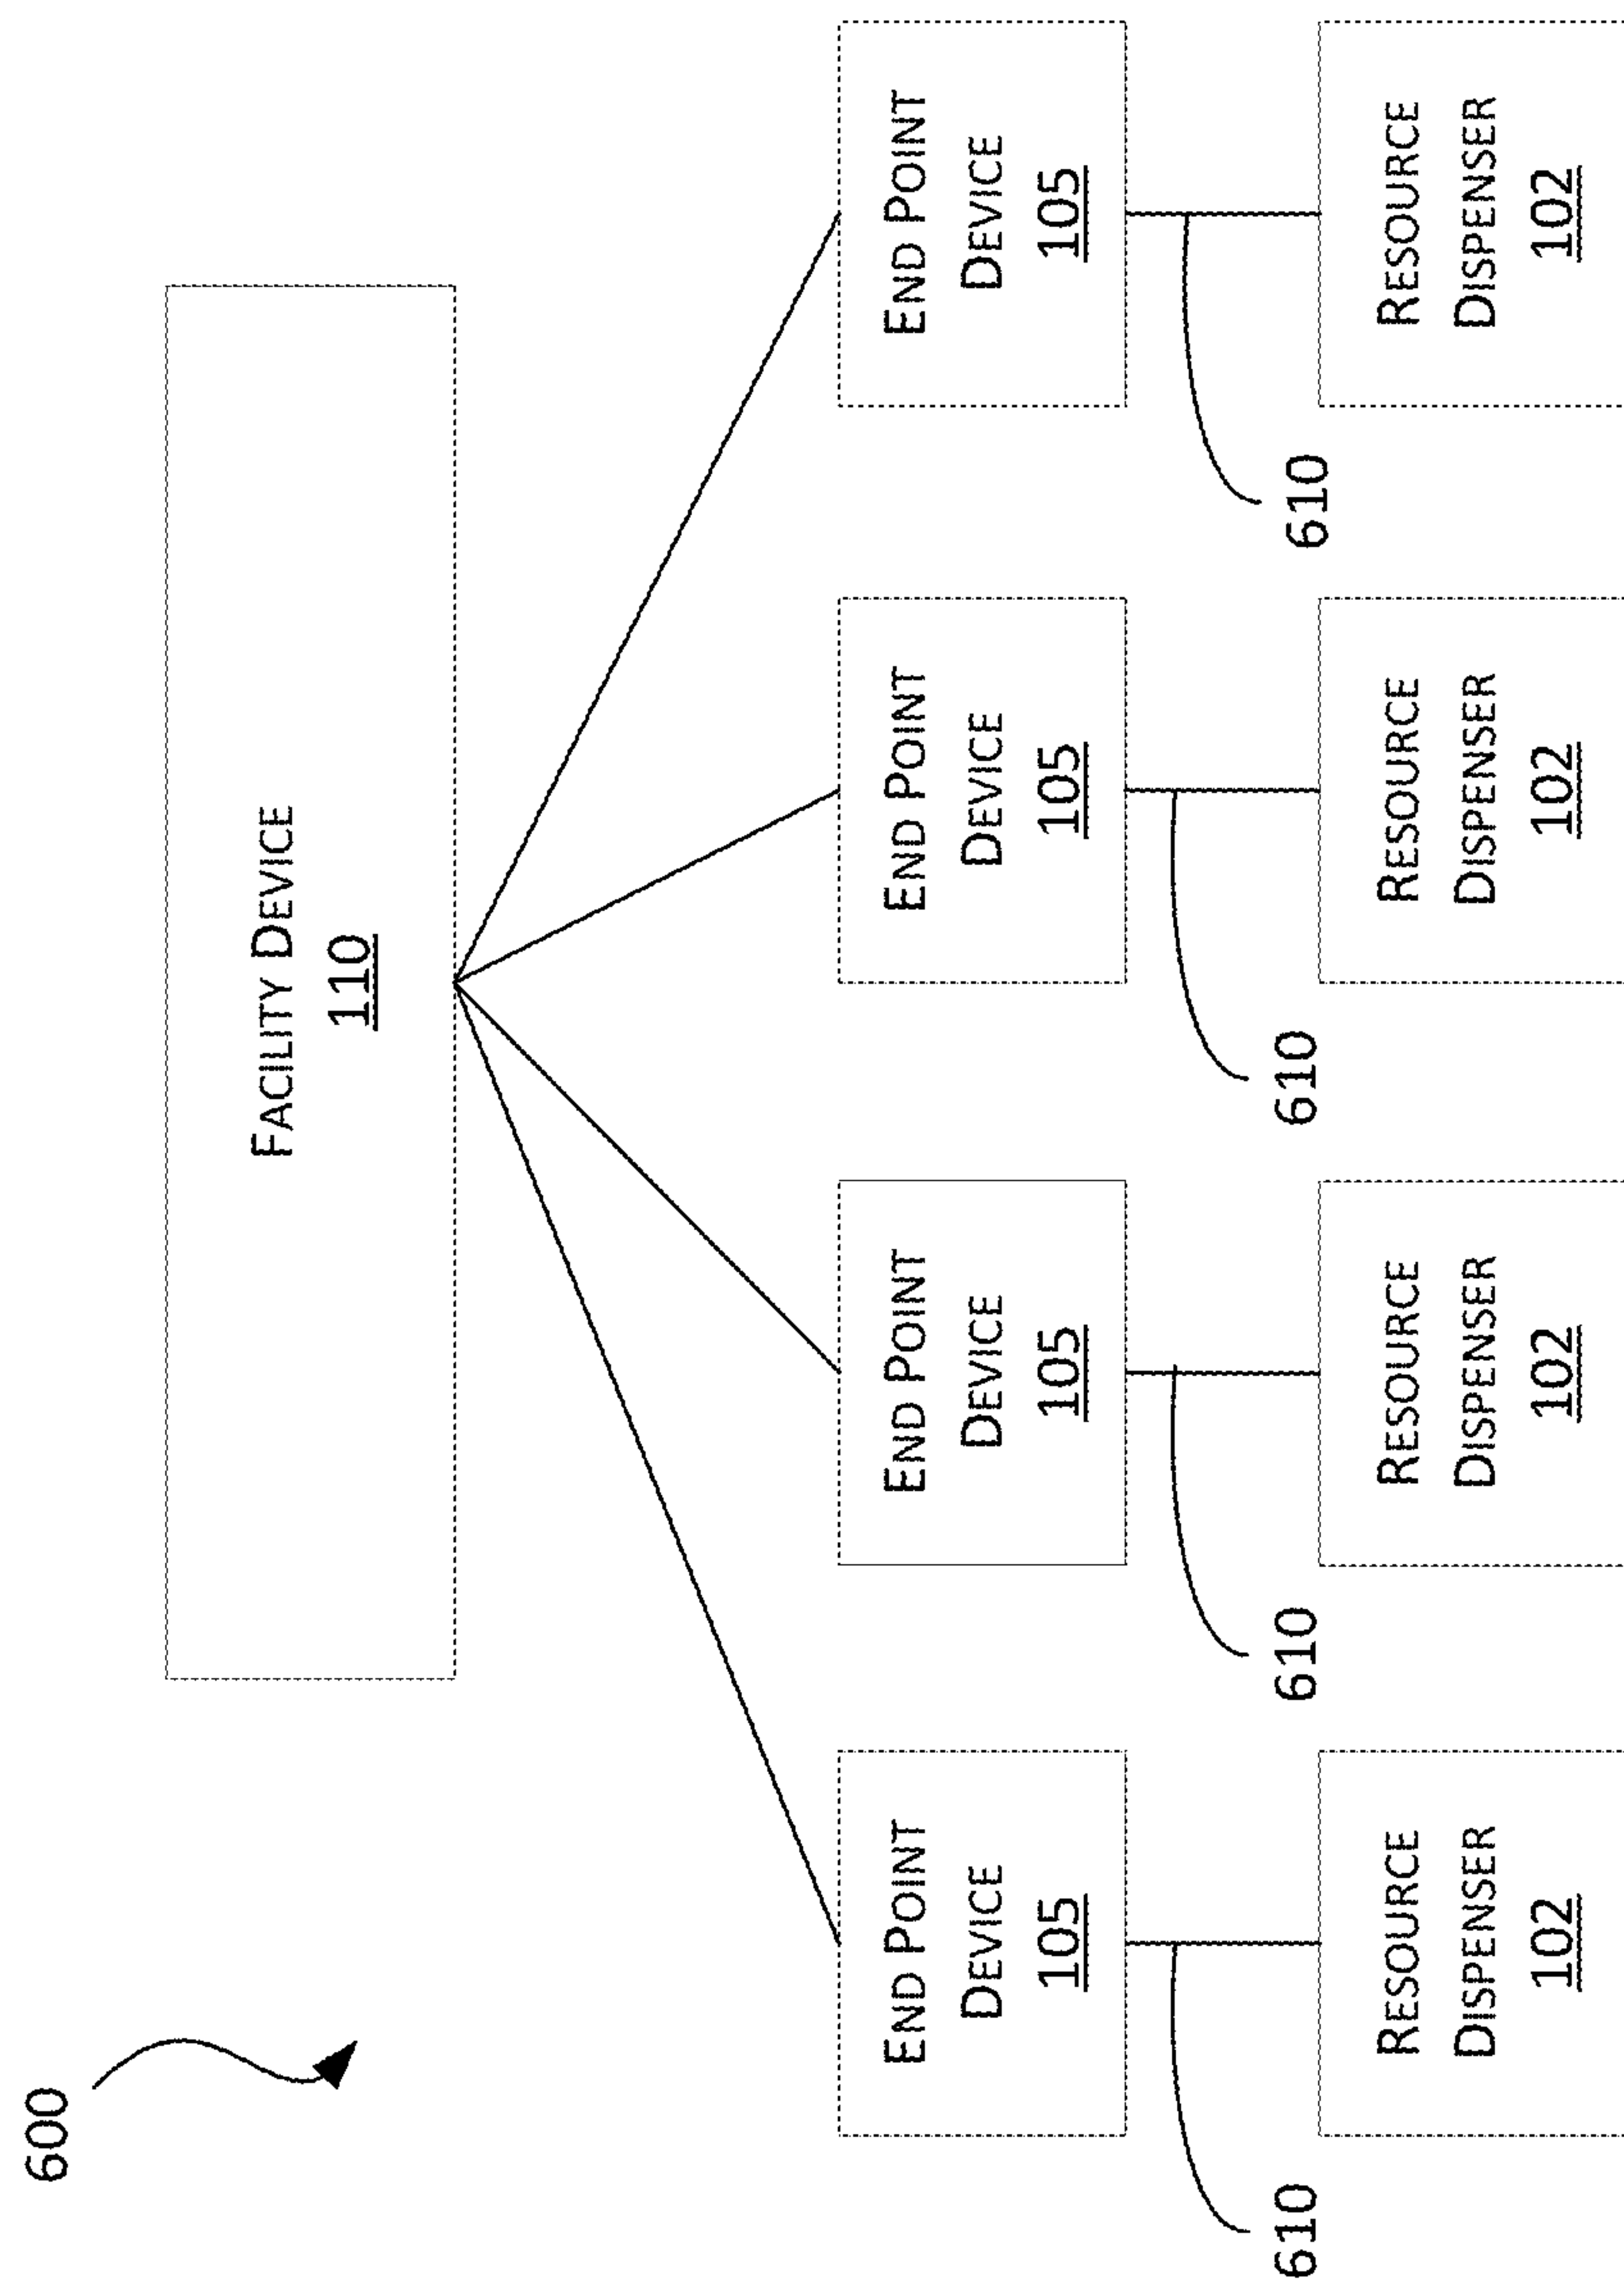 600
FACILITY DEVICE
110
END POINT
DEVICE
105
END POINT
DEVICE
105
END POINT
DEVICE
105
END POINT
DEVICE
105
610
610
610
610
RESOURCE
DISPENSER
102
RESOURCE
DISPENSER
102
RESOURCE
DISPENSER
102
RESOURCE
DISPENSER
102